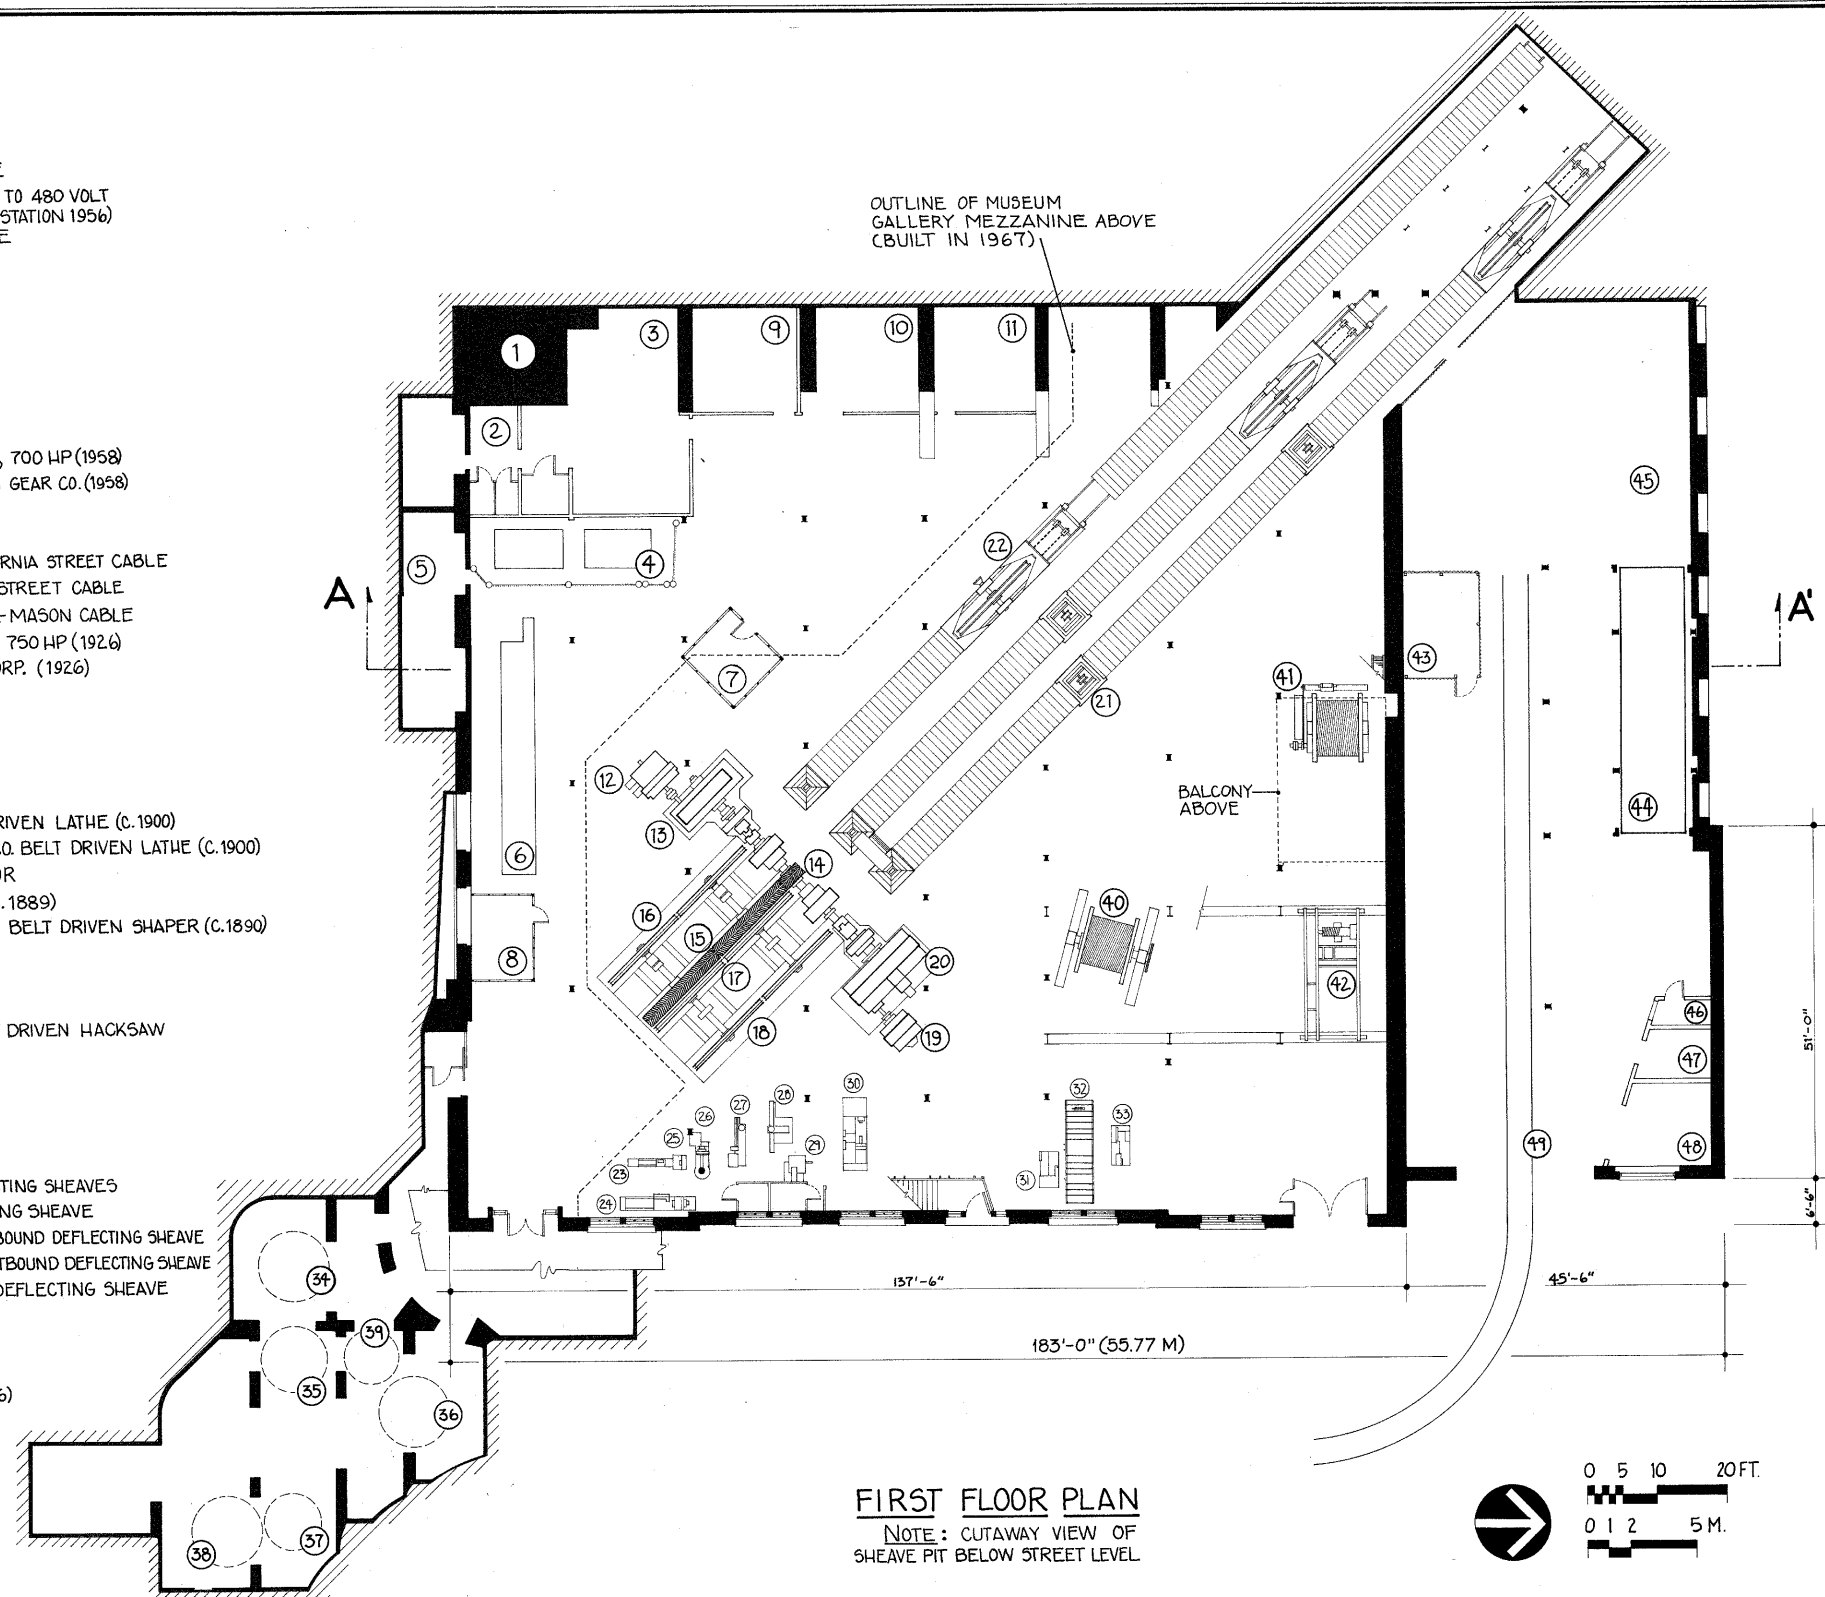 TO 480 VOLT
STATION 1956)
OUTLINE OF MUSEUM
GALLERY MEZZANINE ABOVE
(BUILT IN 1967)
700 HP (1958)
GEAR CO. (1958)
STREET CABLE
STREET CABLE
-MASON CABLE
750 HP (1926)
(1926)
DRIVEN LATHE (C.1900)
BELT DRIVEN LATHE (C.1900)
.1889)
BELT DRIVEN SHAPER (C.1890)
DRIVEN HACKSAW
SHEAVES
SHEAVE
DEFLECTING SHEAVE
DEFLECTING SHEAVE
DEFLECTING SHEAVE
1
2
3
4
5
6
7
8
9
10
11
12
13
14
15
16
17
18
19
20
21
22
23
24
25
26
27
28
29
30
31
32
33
34
35
36
37
38
39
40
41
42
43
44
45
46
47
48
49
A
A'
BALCONY
ABOVE
51'-0"
6'-6"
137'-6"
45'-6"
183'-0" (55.77 M)
FIRST FLOOR PLAN
NOTE: CUTAWAY VIEW OF
SHEAVE PIT BELOW STREET LEVEL
0 5 10 20 FT.
0 1 2 5 M.